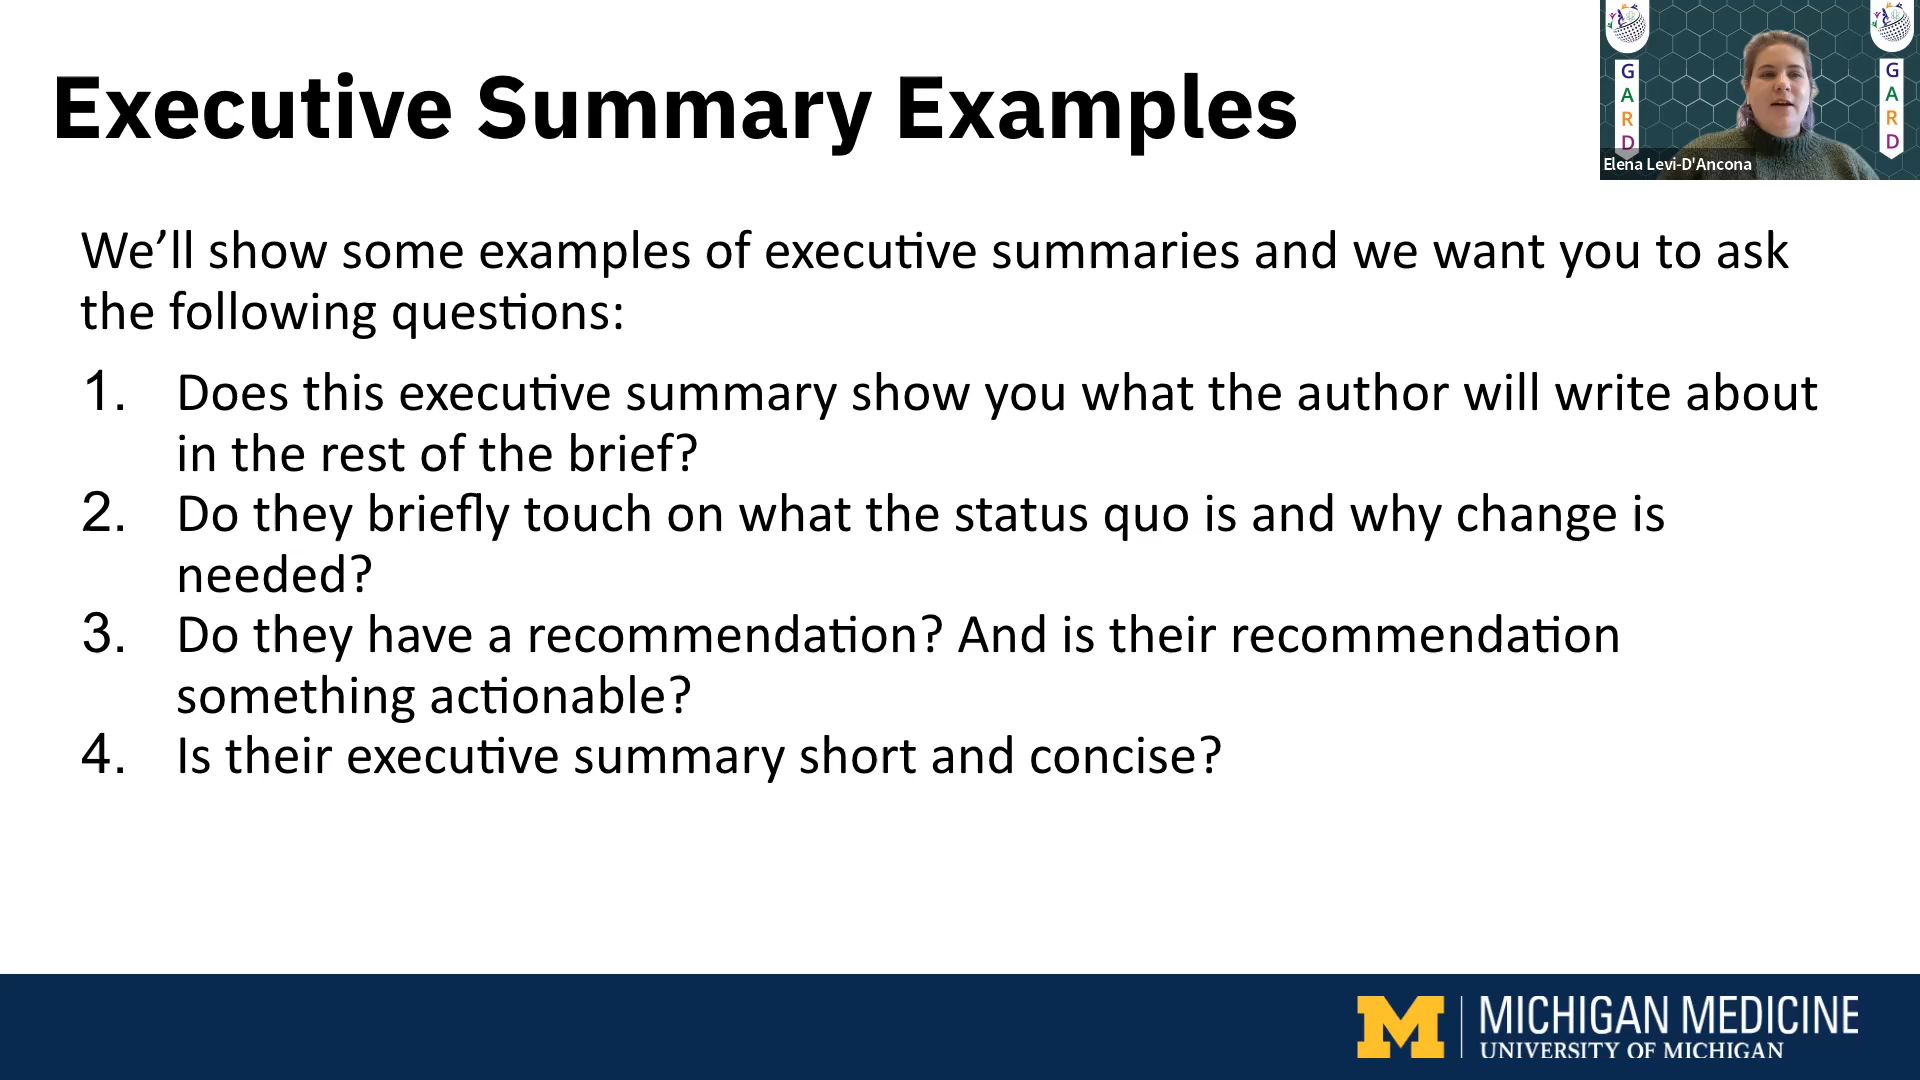 Executive Summary Examples
We’ll show some examples of executive summaries and we want you to ask
the following questions:
1. Does this executive summary show you what the author will write about
in the rest of the brief?
2. Do they briefly touch on what the status quo is and why change is
needed?
3. Do they have a recommendation? And is their recommendation
something actionable?
4. Is their executive summary short and concise?
G
A
R
D
G
A
R
D
Elena Levi-D'Ancona
M
MICHIGAN MEDICINE
UNIVERSITY OF MICHIGAN